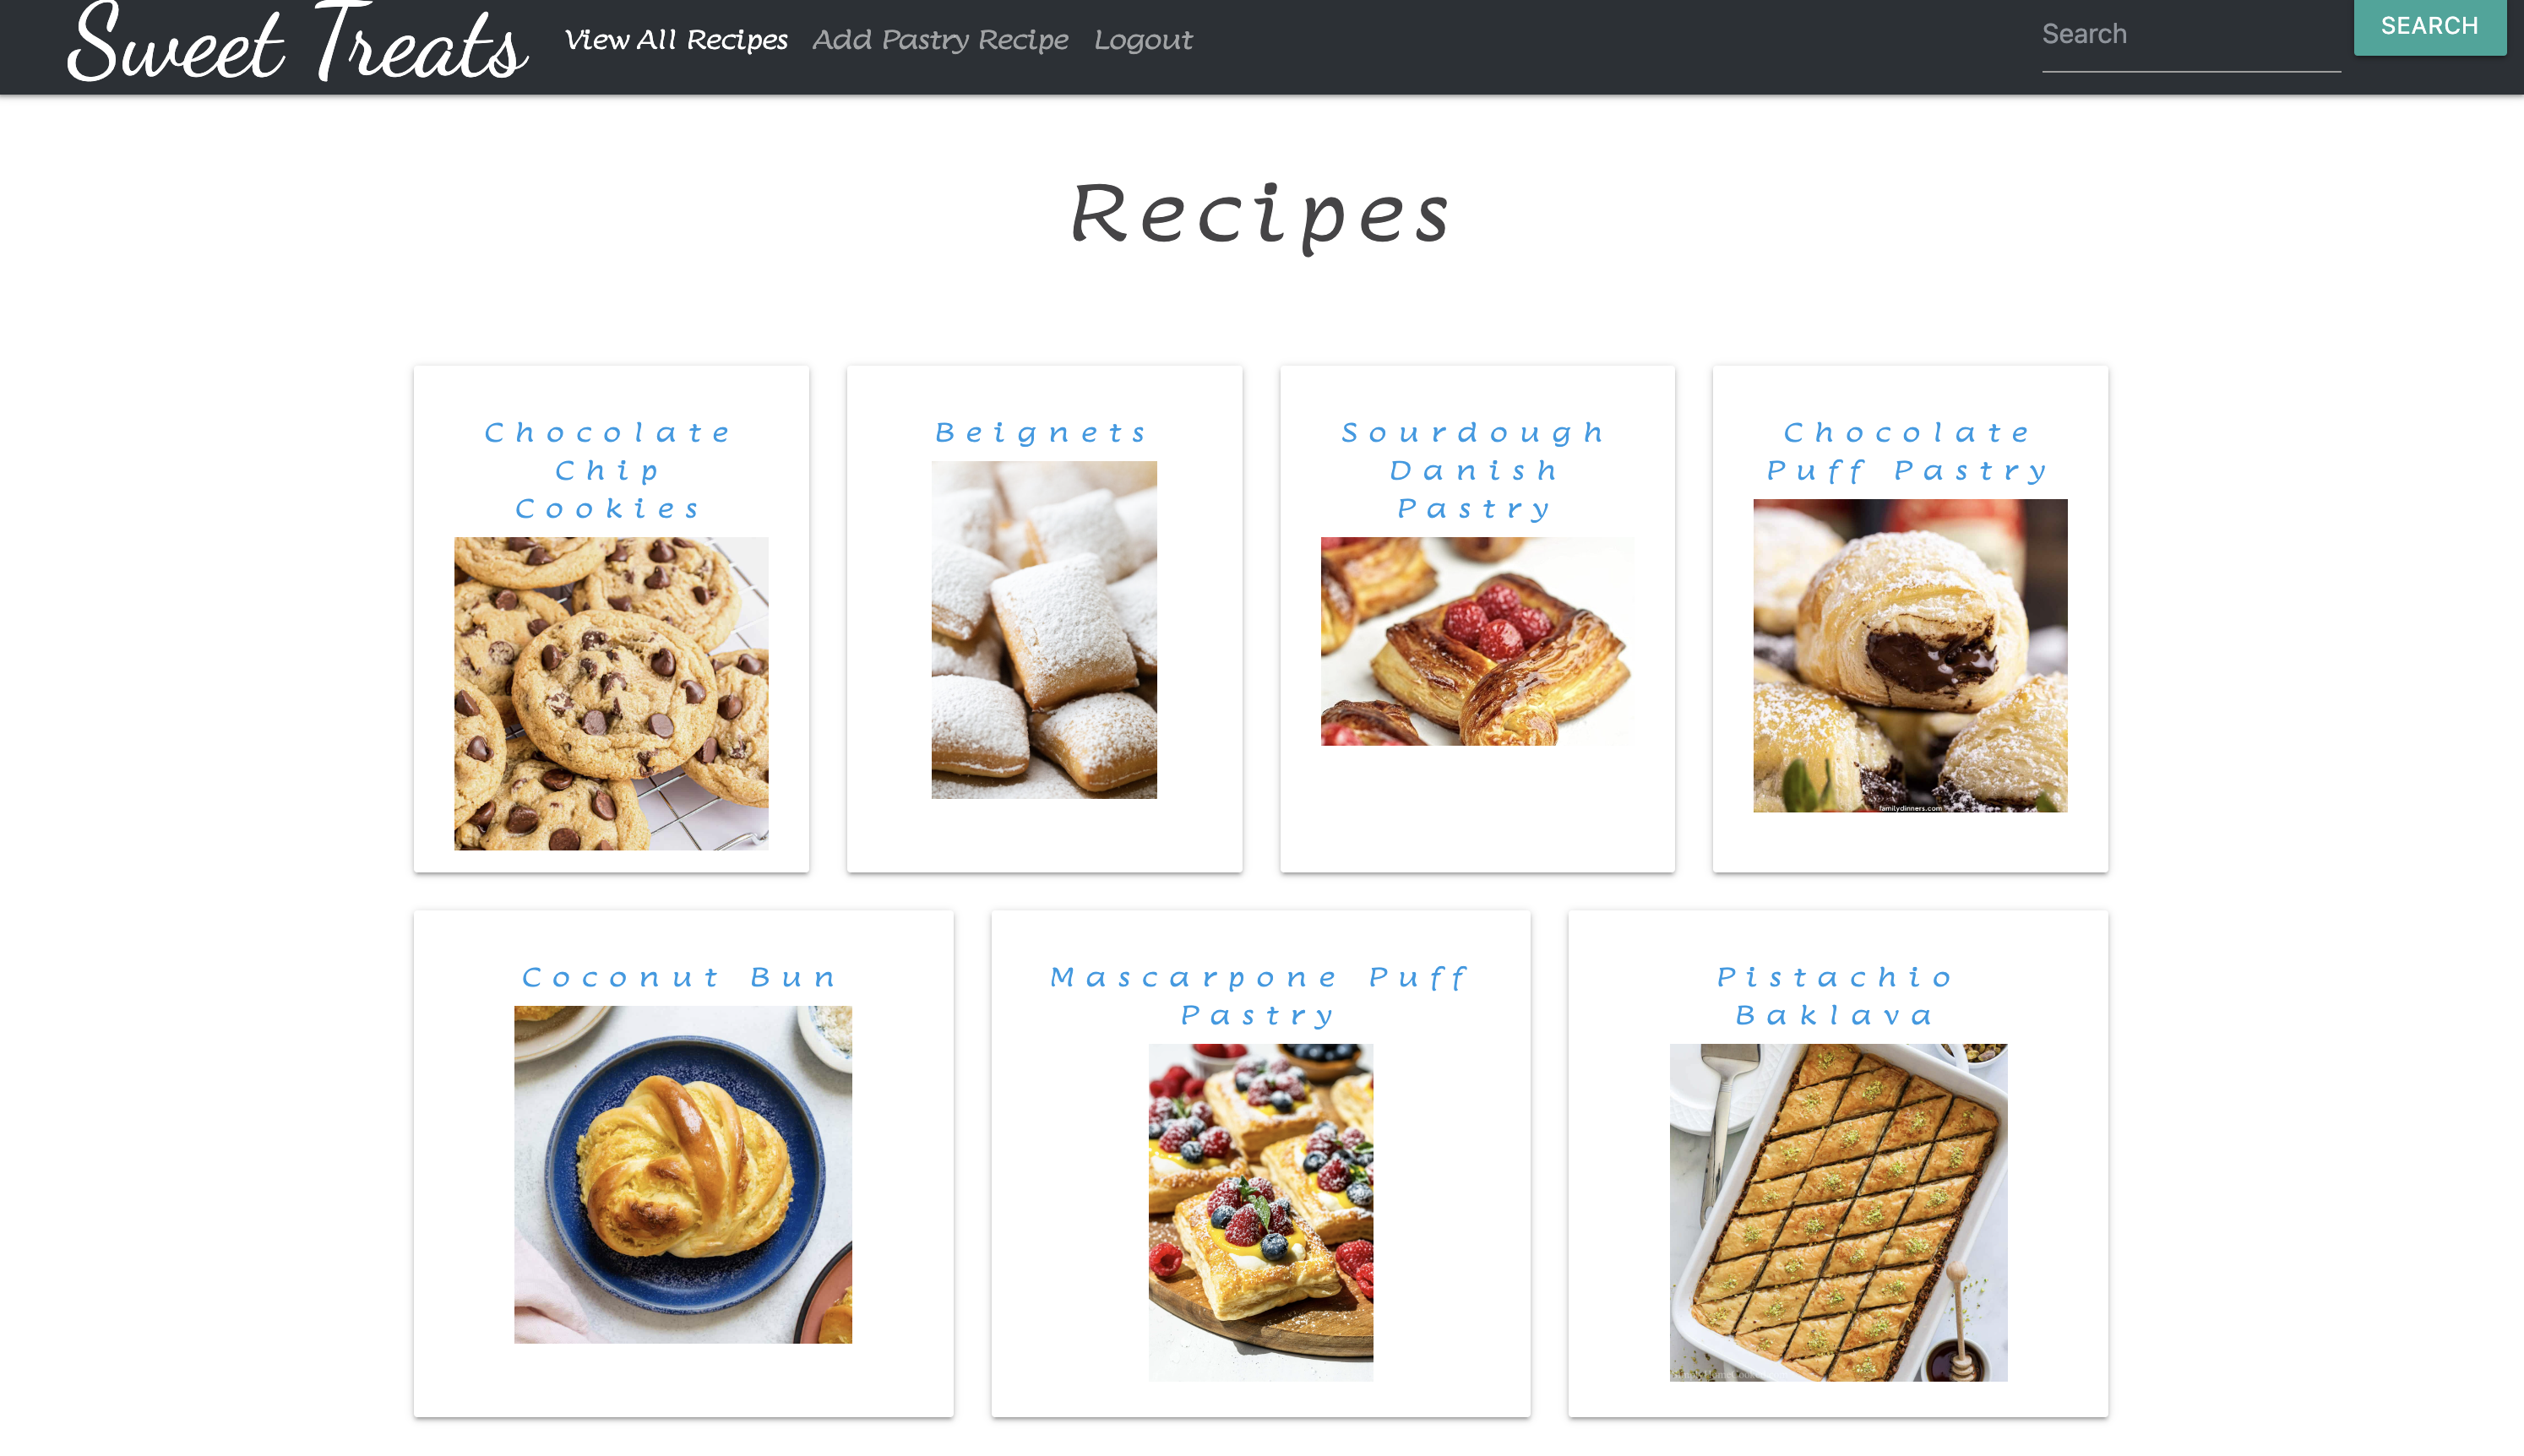 Sweet Treats View All Recipes Add Pastry Recipe Logout Search SEARCH
Recipes
Chocolate
Chip
Cookies
Beignets
Sourdough
Danish
Pastry
Chocolate
Puff Pastry
familydinners.com
Coconut Bun
Mascarpone Puff
Pastry
Pistachio
Baklava